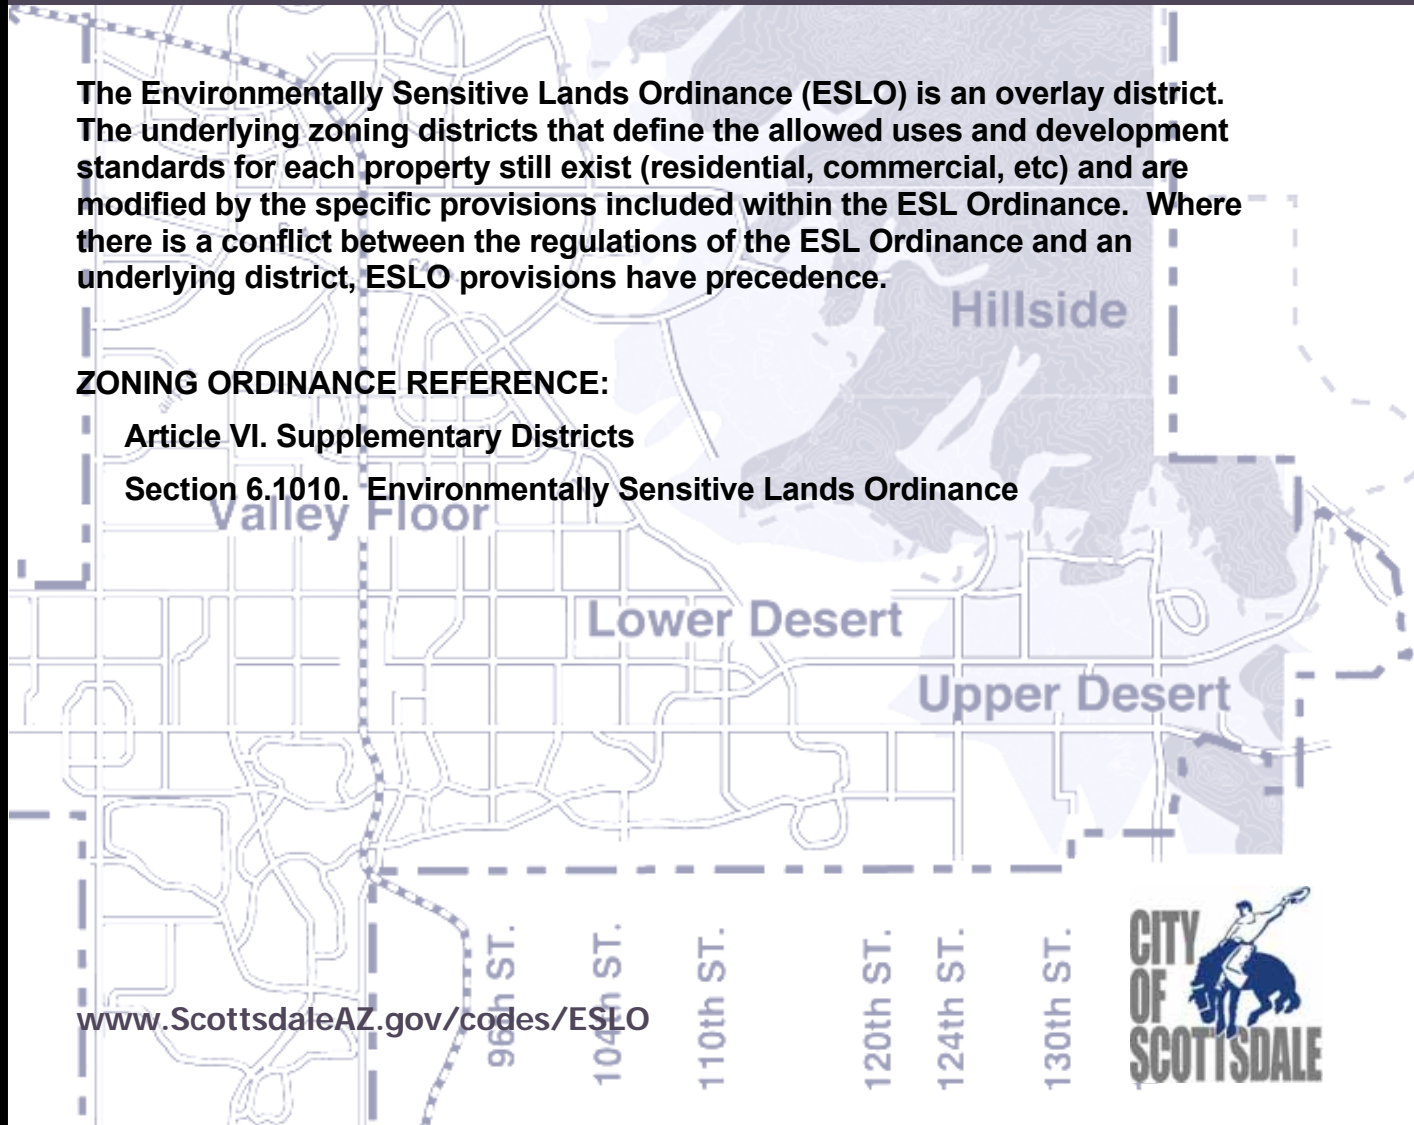 The Environmentally Sensitive Lands Ordinance (ESLO) is an overlay district.
The underlying zoning districts that define the allowed uses and development
standards for each property still exist (residential, commercial, etc) and are
modified by the specific provisions included within the ESL Ordinance.  Where
there is a conflict between the regulations of the ESL Ordinance and an
underlying district, ESLO provisions have precedence.
Hillside
ZONING ORDINANCE REFERENCE:
Article VI. Supplementary Districts
Section 6.1010.  Environmentally Sensitive Lands Ordinance
Valley Floor
Lower Desert
Upper Desert
96th ST.
104th ST.
110th ST.
120th ST.
124th ST.
130th ST.
www.ScottsdaleAZ.gov/codes/ESLO
CITY
OF
SCOTTSDALE